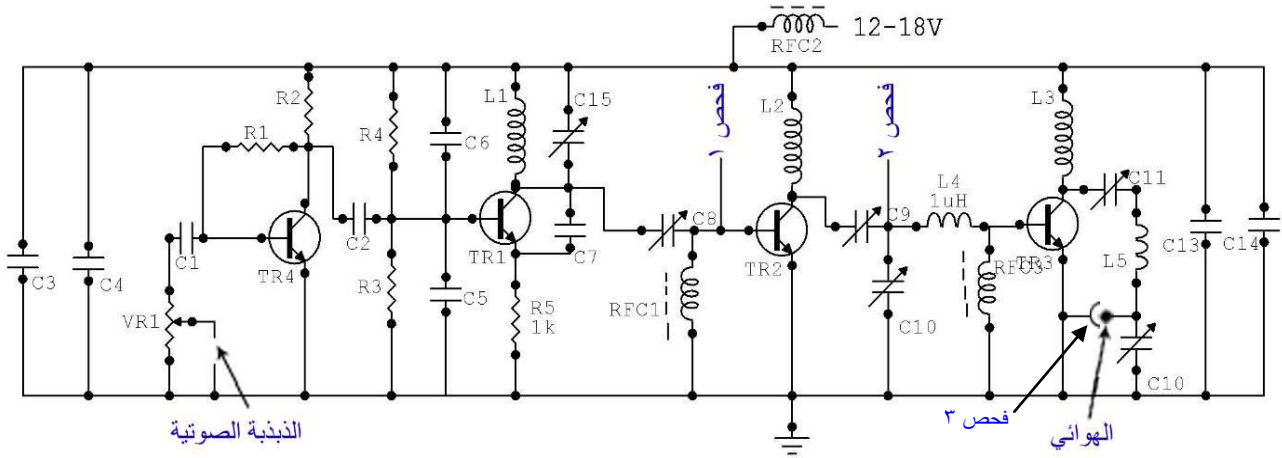 12-18V
RFC2
R2
L1
C15
فحص ١
L2
فحص ٢
L3
R1
R4
C6
L4
1uH
C11
C8
C9
C1
TR4
C2
TR1
C7
TR2
TR3
RFC3
L5
C13
C14
C3
C4
R3
C5
R5
1k
RFC1
VR1
C10
C10
الذبذبة الصوتية
فحص ٣
الهوائي